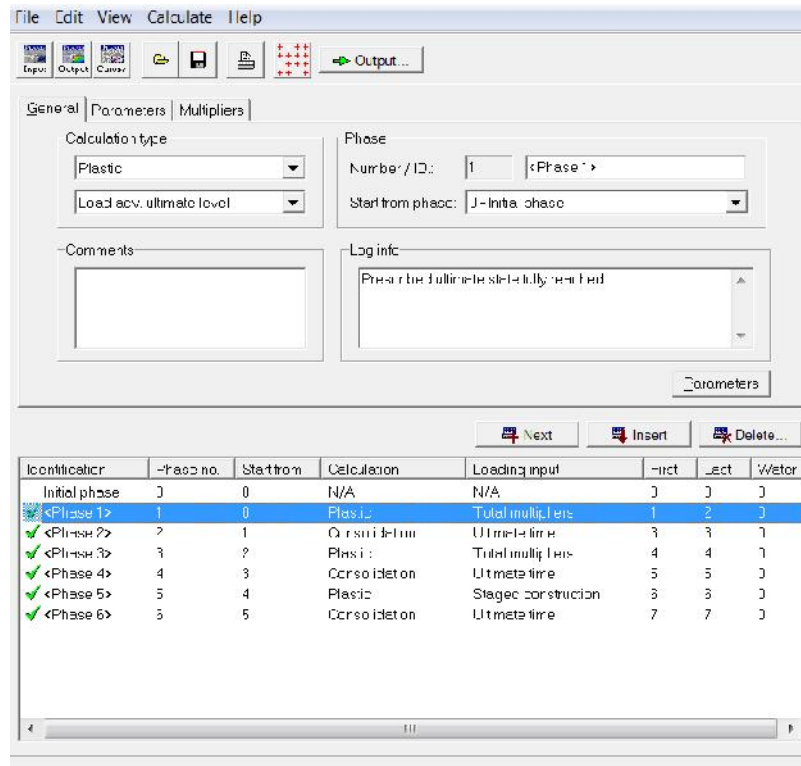 File Edit View Calculate Help
Input Output Curves Output...
General Parameters Multipliers
Calculation type
Plastic
Load adv. ultimate level
Phase
Number / ID.: 1 <Phase 1>
Start from phase: 0 - Initial phase
Comments
Log info
Prescribed ultimate state fully reached
Parameters
Next Insert Delete...
Identification Phase no. Start from Calculation Loading input First Last Water
Initial phase 0 0 N/A N/A 0 0 0
<Phase 1> 1 0 Plastic Total multipliers 1 2 0
<Phase 2> 2 1 Consolidation Ultimate time 3 3 0
<Phase 3> 3 2 Plastic Total multipliers 4 4 0
<Phase 4> 4 3 Consolidation Ultimate time 5 5 0
<Phase 5> 5 4 Plastic Staged construction 6 6 0
<Phase 6> 6 5 Consolidation Ultimate time 7 7 0